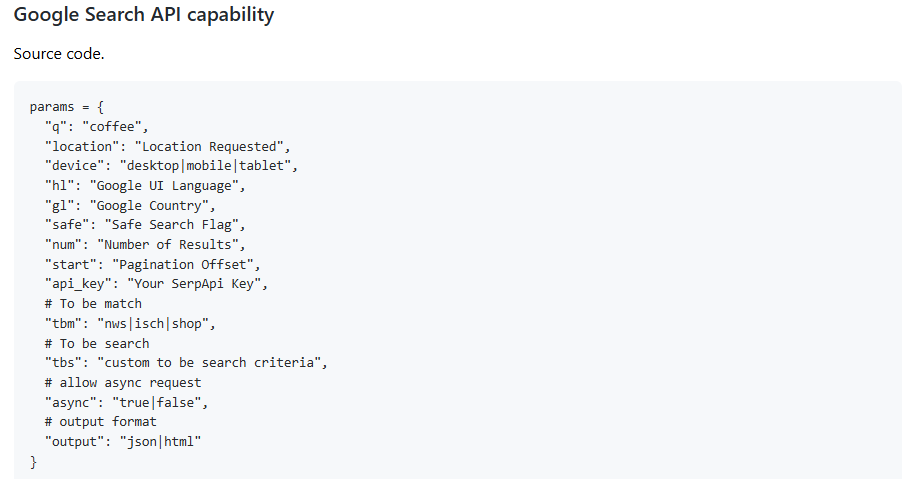 Google Search API capability
Source code.
params = {
  "q": "coffee",
  "location": "Location Requested",
  "device": "desktop|mobile|tablet",
  "hl": "Google UI Language",
  "gl": "Google Country",
  "safe": "Safe Search Flag",
  "num": "Number of Results",
  "start": "Pagination Offset",
  "api_key": "Your SerpApi Key",
  # To be match
  "tbm": "nws|isch|shop",
  # To be search
  "tbs": "custom to be search criteria",
  # allow async request
  "async": "true|false",
  # output format
  "output": "json|html"
}